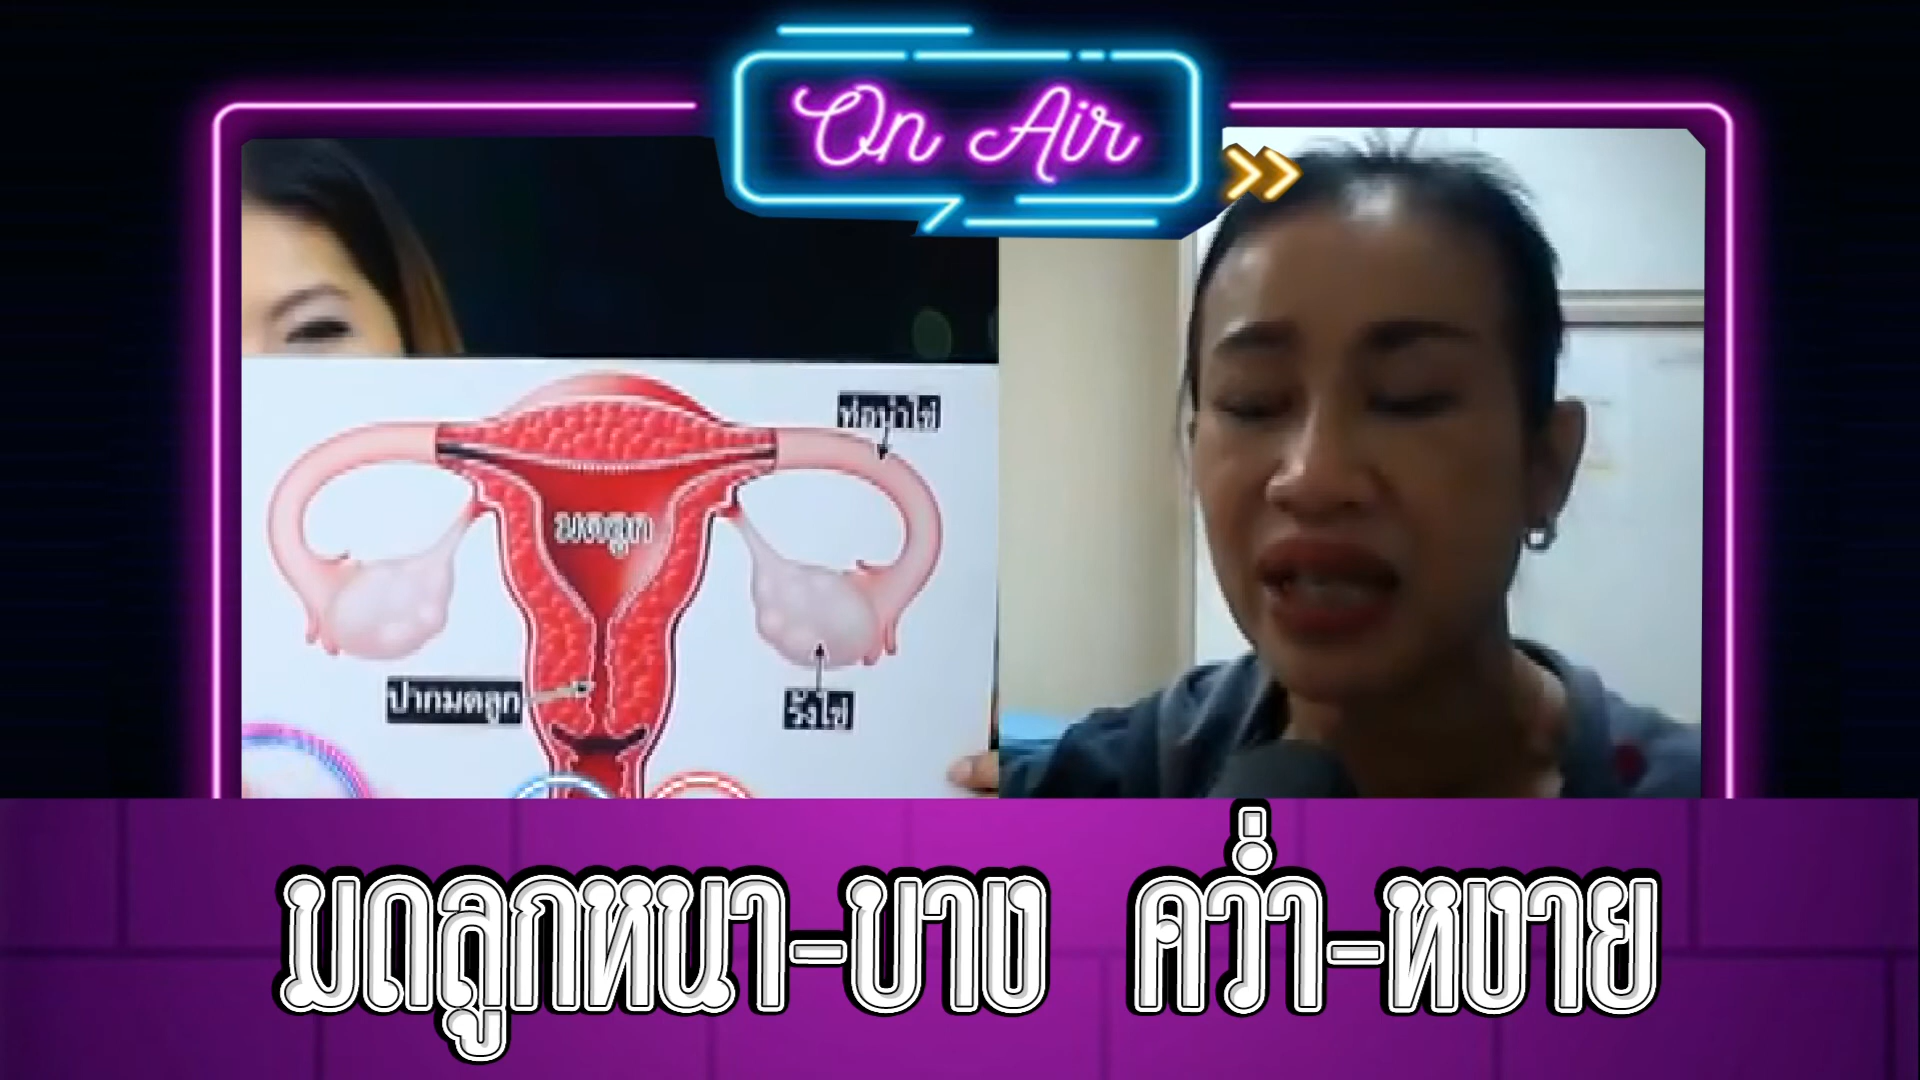 On Air
ท่อนำไข่
มดลูก
ปากมดลูก
รังไข่
มดลูกหนา-บาง คว่ำ-หงาย